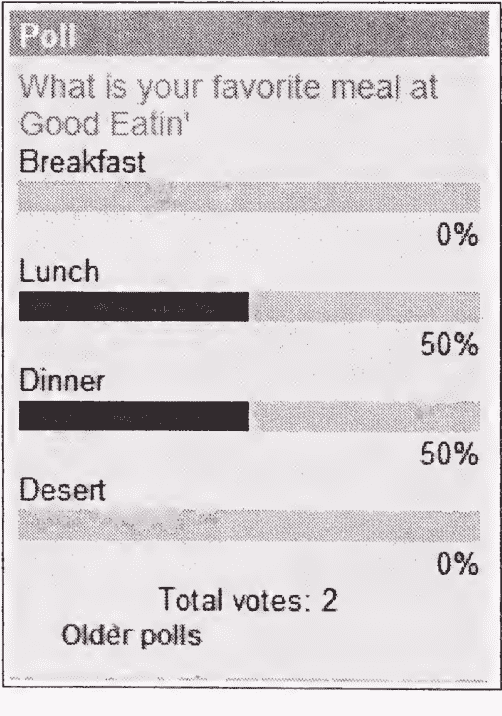 Poll
What is your favorite meal at
Good Eatin'
Breakfast
0%
Lunch
50%
Dinner
50%
Desert
0%
Total votes: 2
Older polls